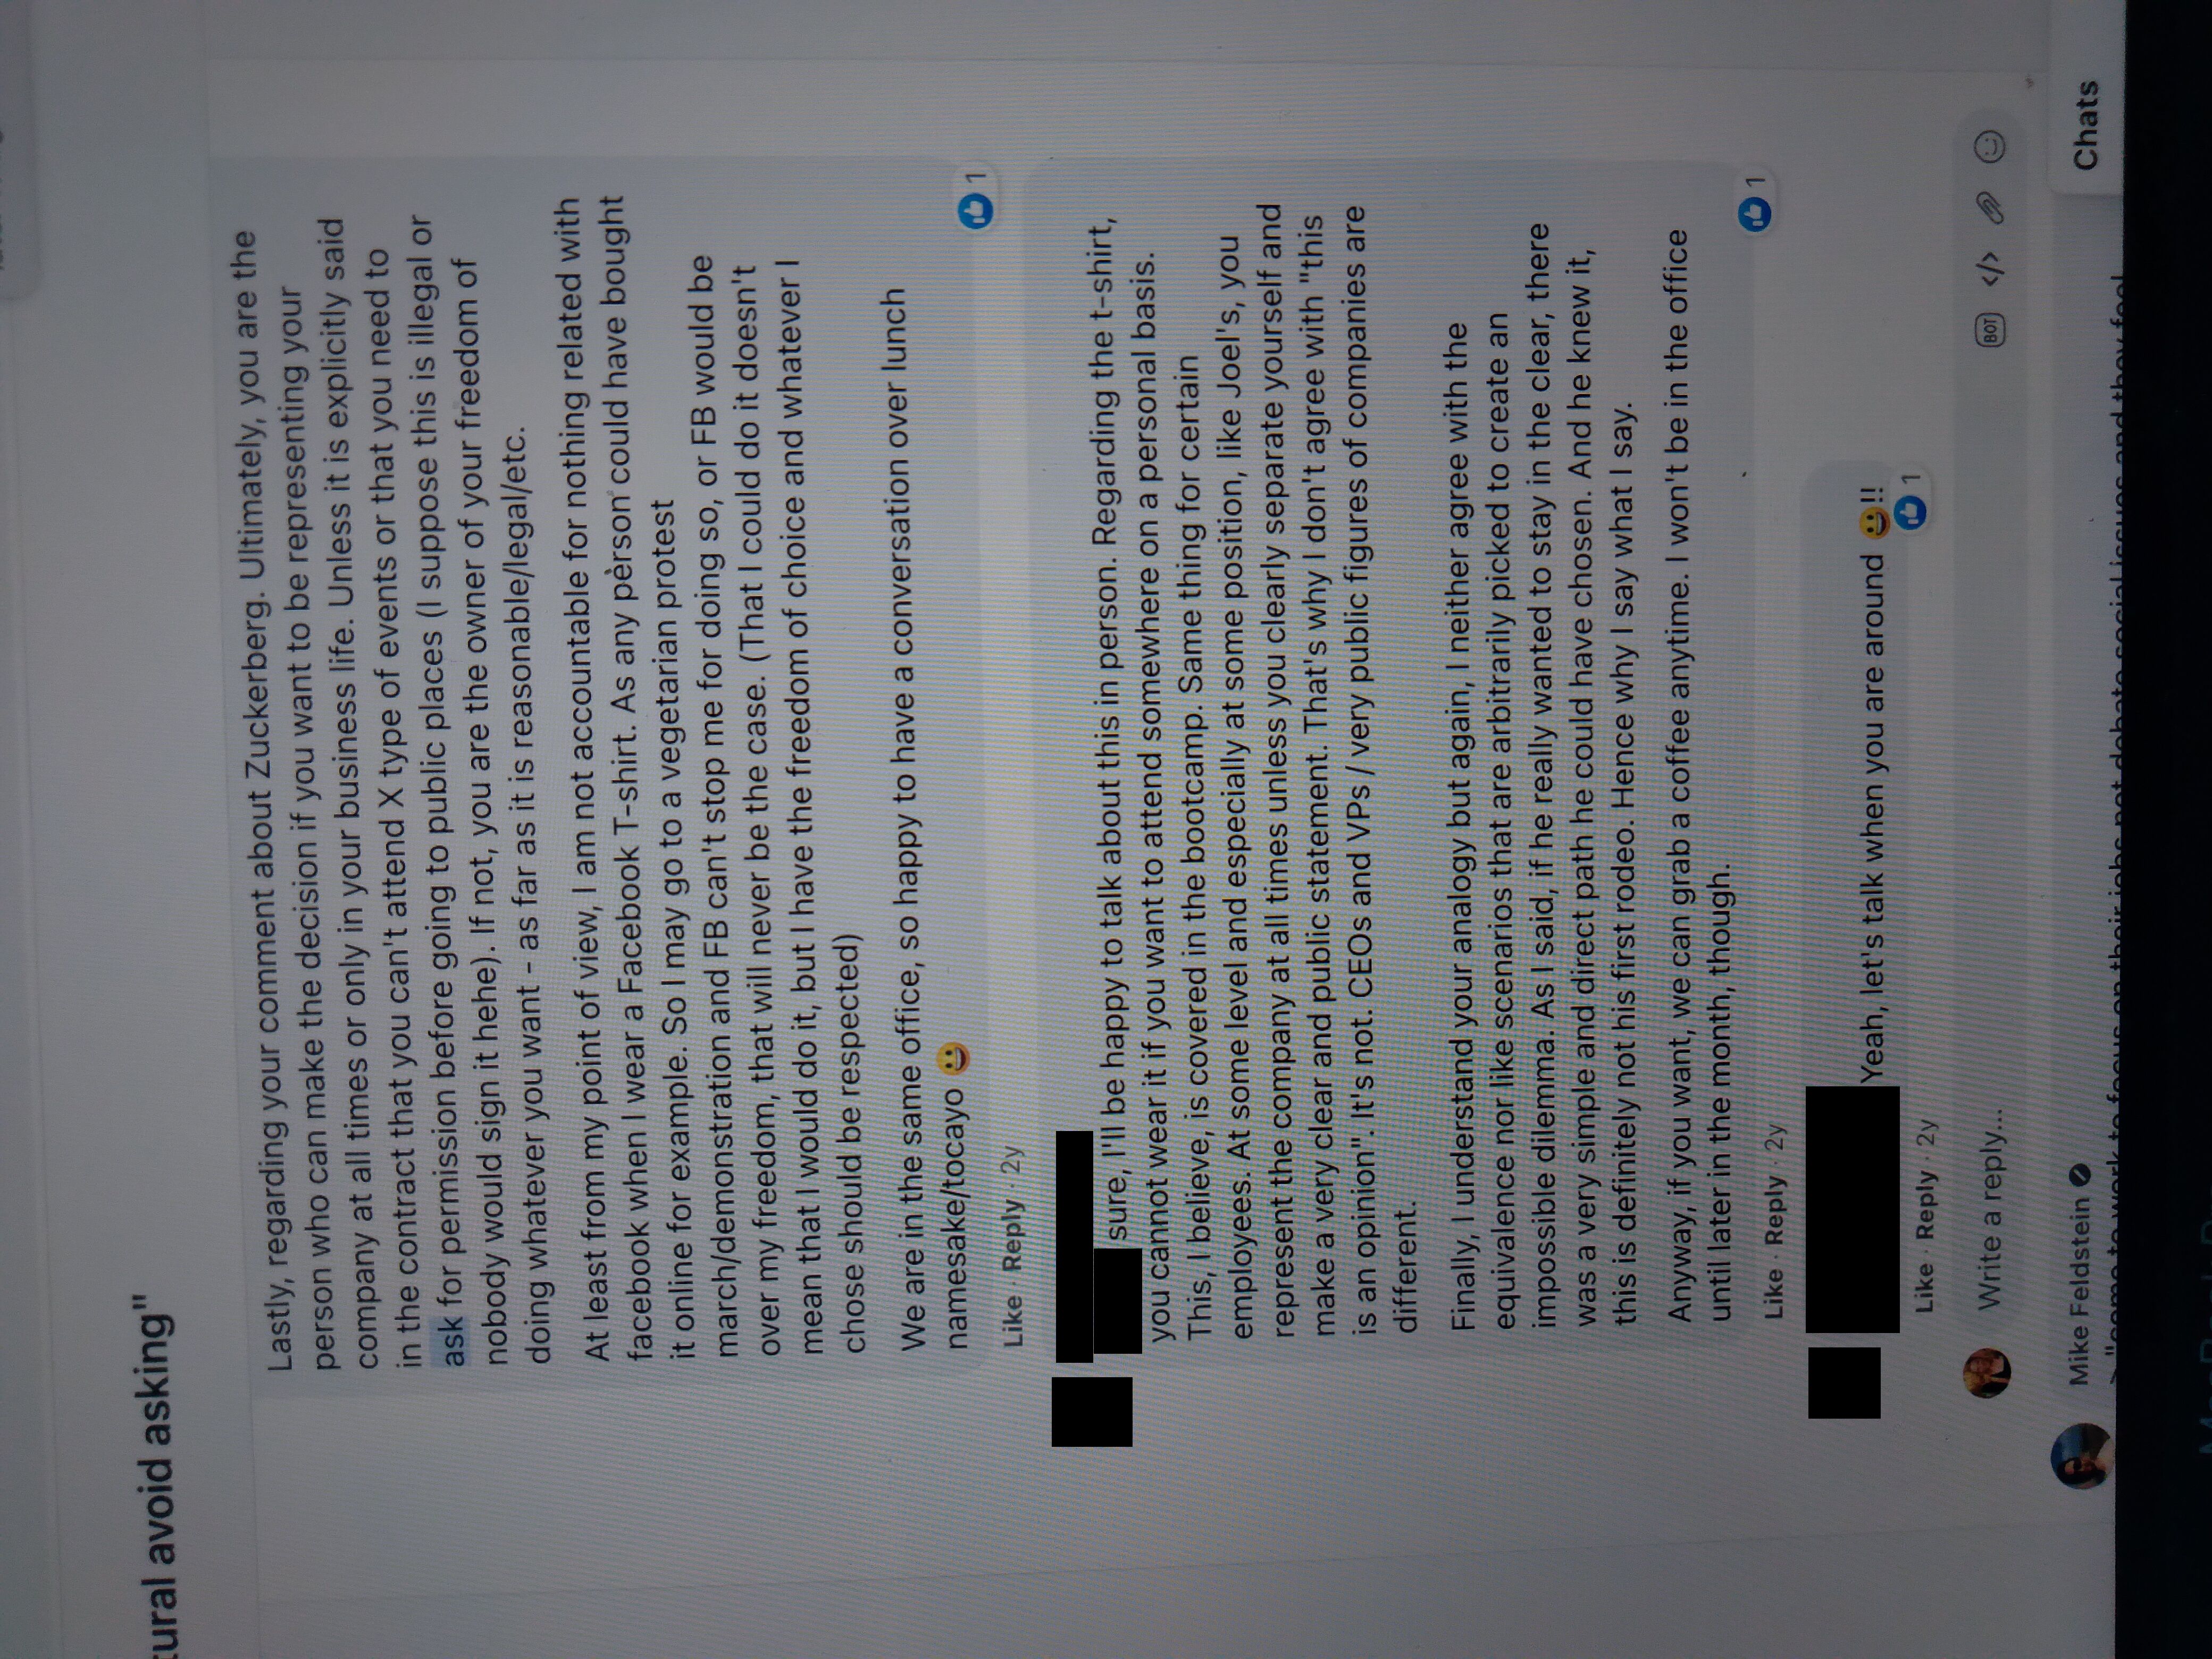 tural avoid asking"
Lastly, regarding your comment about Zuckerberg. Ultimately, you are the
person who can make the decision if you want to be representing your
company at all times or only in your business life. Unless it is explicitly said
in the contract that you can't attend X type of events or that you need to
ask for permission before going to public places (I suppose this is illegal or
nobody would sign it hehe). If not, you are the owner of your freedom of
doing whatever you want - as far as it is reasonable/legal/etc.
At least from my point of view, I am not accountable for nothing related with
facebook when I wear a Facebook T-shirt. As any person could have bought
it online for example. So I may go to a vegetarian protest
march/demonstration and FB can't stop me for doing so, or FB would be
over my freedom, that will never be the case. (That I could do it doesn't
mean that I would do it, but I have the freedom of choice and whatever I
chose should be respected)
We are in the same office, so happy to have a conversation over lunch
namesake/tocayo 😀
1
Like · Reply · 2y
sure, I'll be happy to talk about this in person. Regarding the t-shirt,
you cannot wear it if you want to attend somewhere on a personal basis.
This, I believe, is covered in the bootcamp. Same thing for certain
employees. At some level and especially at some position, like Joel's, you
represent the company at all times unless you clearly separate yourself and
make a very clear and public statement. That's why I don't agree with "this
is an opinion". It's not. CEOs and VPs / very public figures of companies are
different.
Finally, I understand your analogy but again, I neither agree with the
equivalence nor like scenarios that are arbitrarily picked to create an
impossible dilemma. As I said, if he really wanted to stay in the clear, there
was a very simple and direct path he could have chosen. And he knew it,
this is definitely not his first rodeo. Hence why I say what I say.
Anyway, if you want, we can grab a coffee anytime. I won't be in the office
until later in the month, though.
1
Like · Reply · 2y
Yeah, let's talk when you are around 😀!!
1
Like · Reply · 2y
Write a reply...
BOT </>
Mike Feldstein
Chats